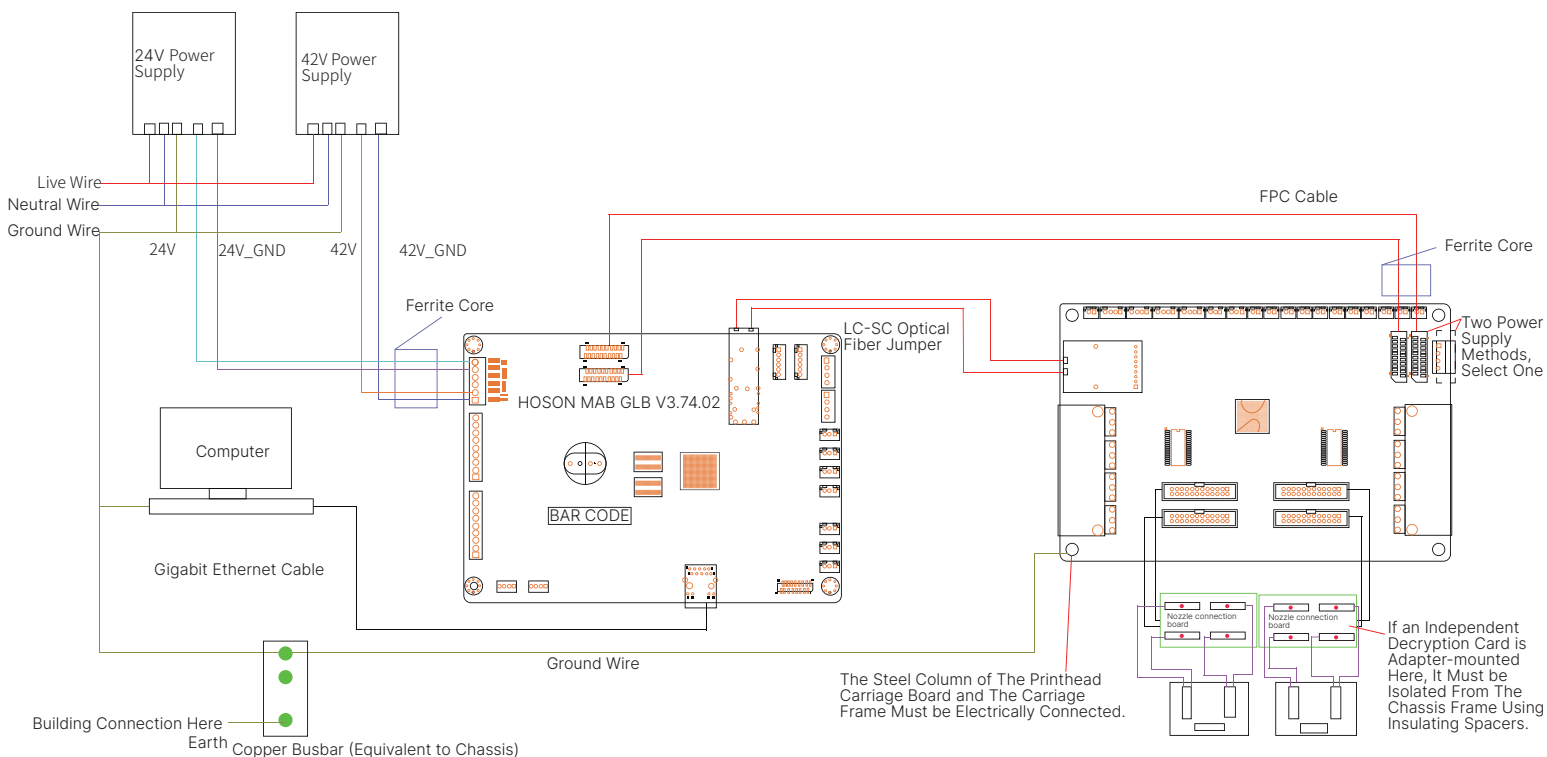 24V Power
Supply
42V Power
Supply
Live Wire
Neutral Wire
Ground Wire
24V
24V_GND
42V
42V_GND
FPC Cable
Ferrite Core
Ferrite Core
LC-SC Optical
Fiber Jumper
Two Power
Supply
Methods,
Select One
HOSON MAB GLB V3.74.02
Computer
BAR CODE
Gigabit Ethernet Cable
Nozzle connection
board
Nozzle connection
board
Ground Wire
The Steel Column of The Printhead
Carriage Board and The Carriage
Frame Must be Electrically Connected.
If an Independent
Decryption Card is
Adapter-mounted
Here, It Must be
Isolated From The
Chassis Frame Using
Insulating Spacers.
Building Connection Here
Earth
Copper Busbar (Equivalent to Chassis)